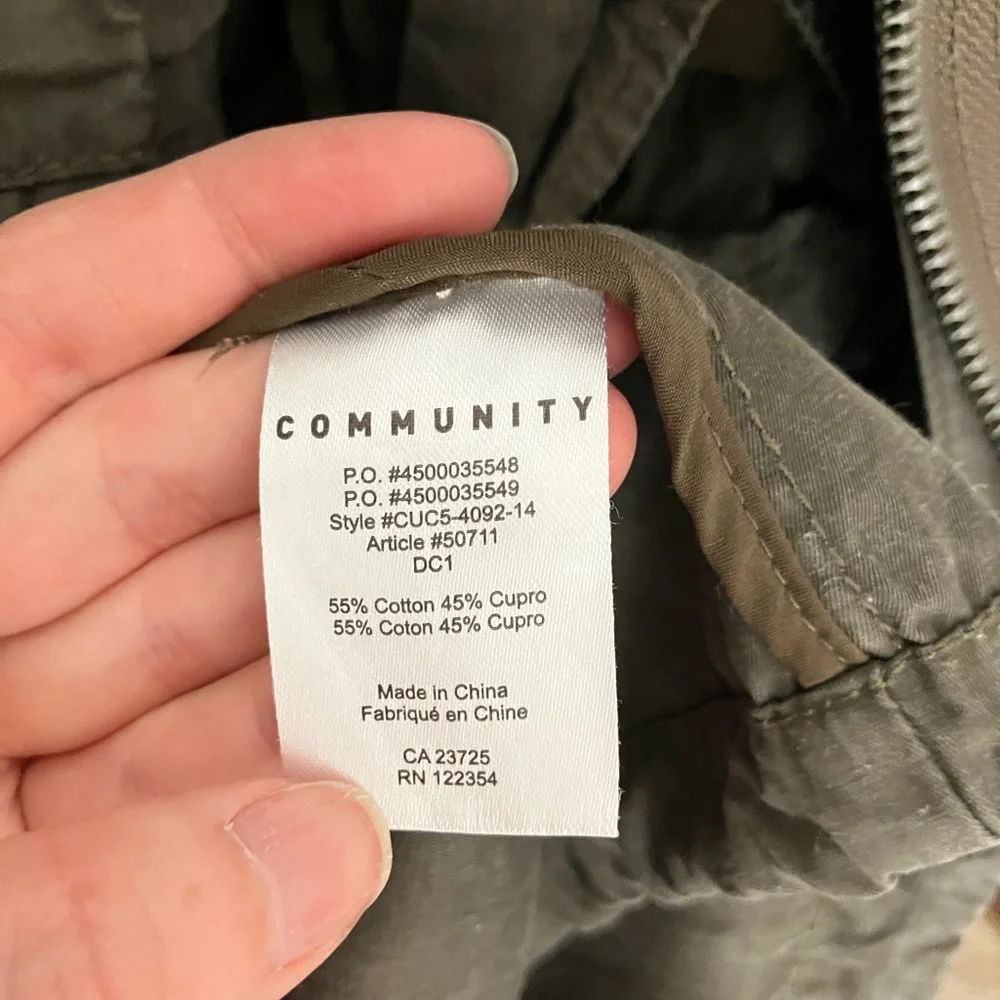 COMMUNITY
P.O. #4500035548
P.O. #4500035549
Style #CUC5-4092-14
Article #50711
DC1
55% Cotton 45% Cupro
55% Coton 45% Cupro
Made in China
Fabriqué en Chine
CA 23725
RN 122354